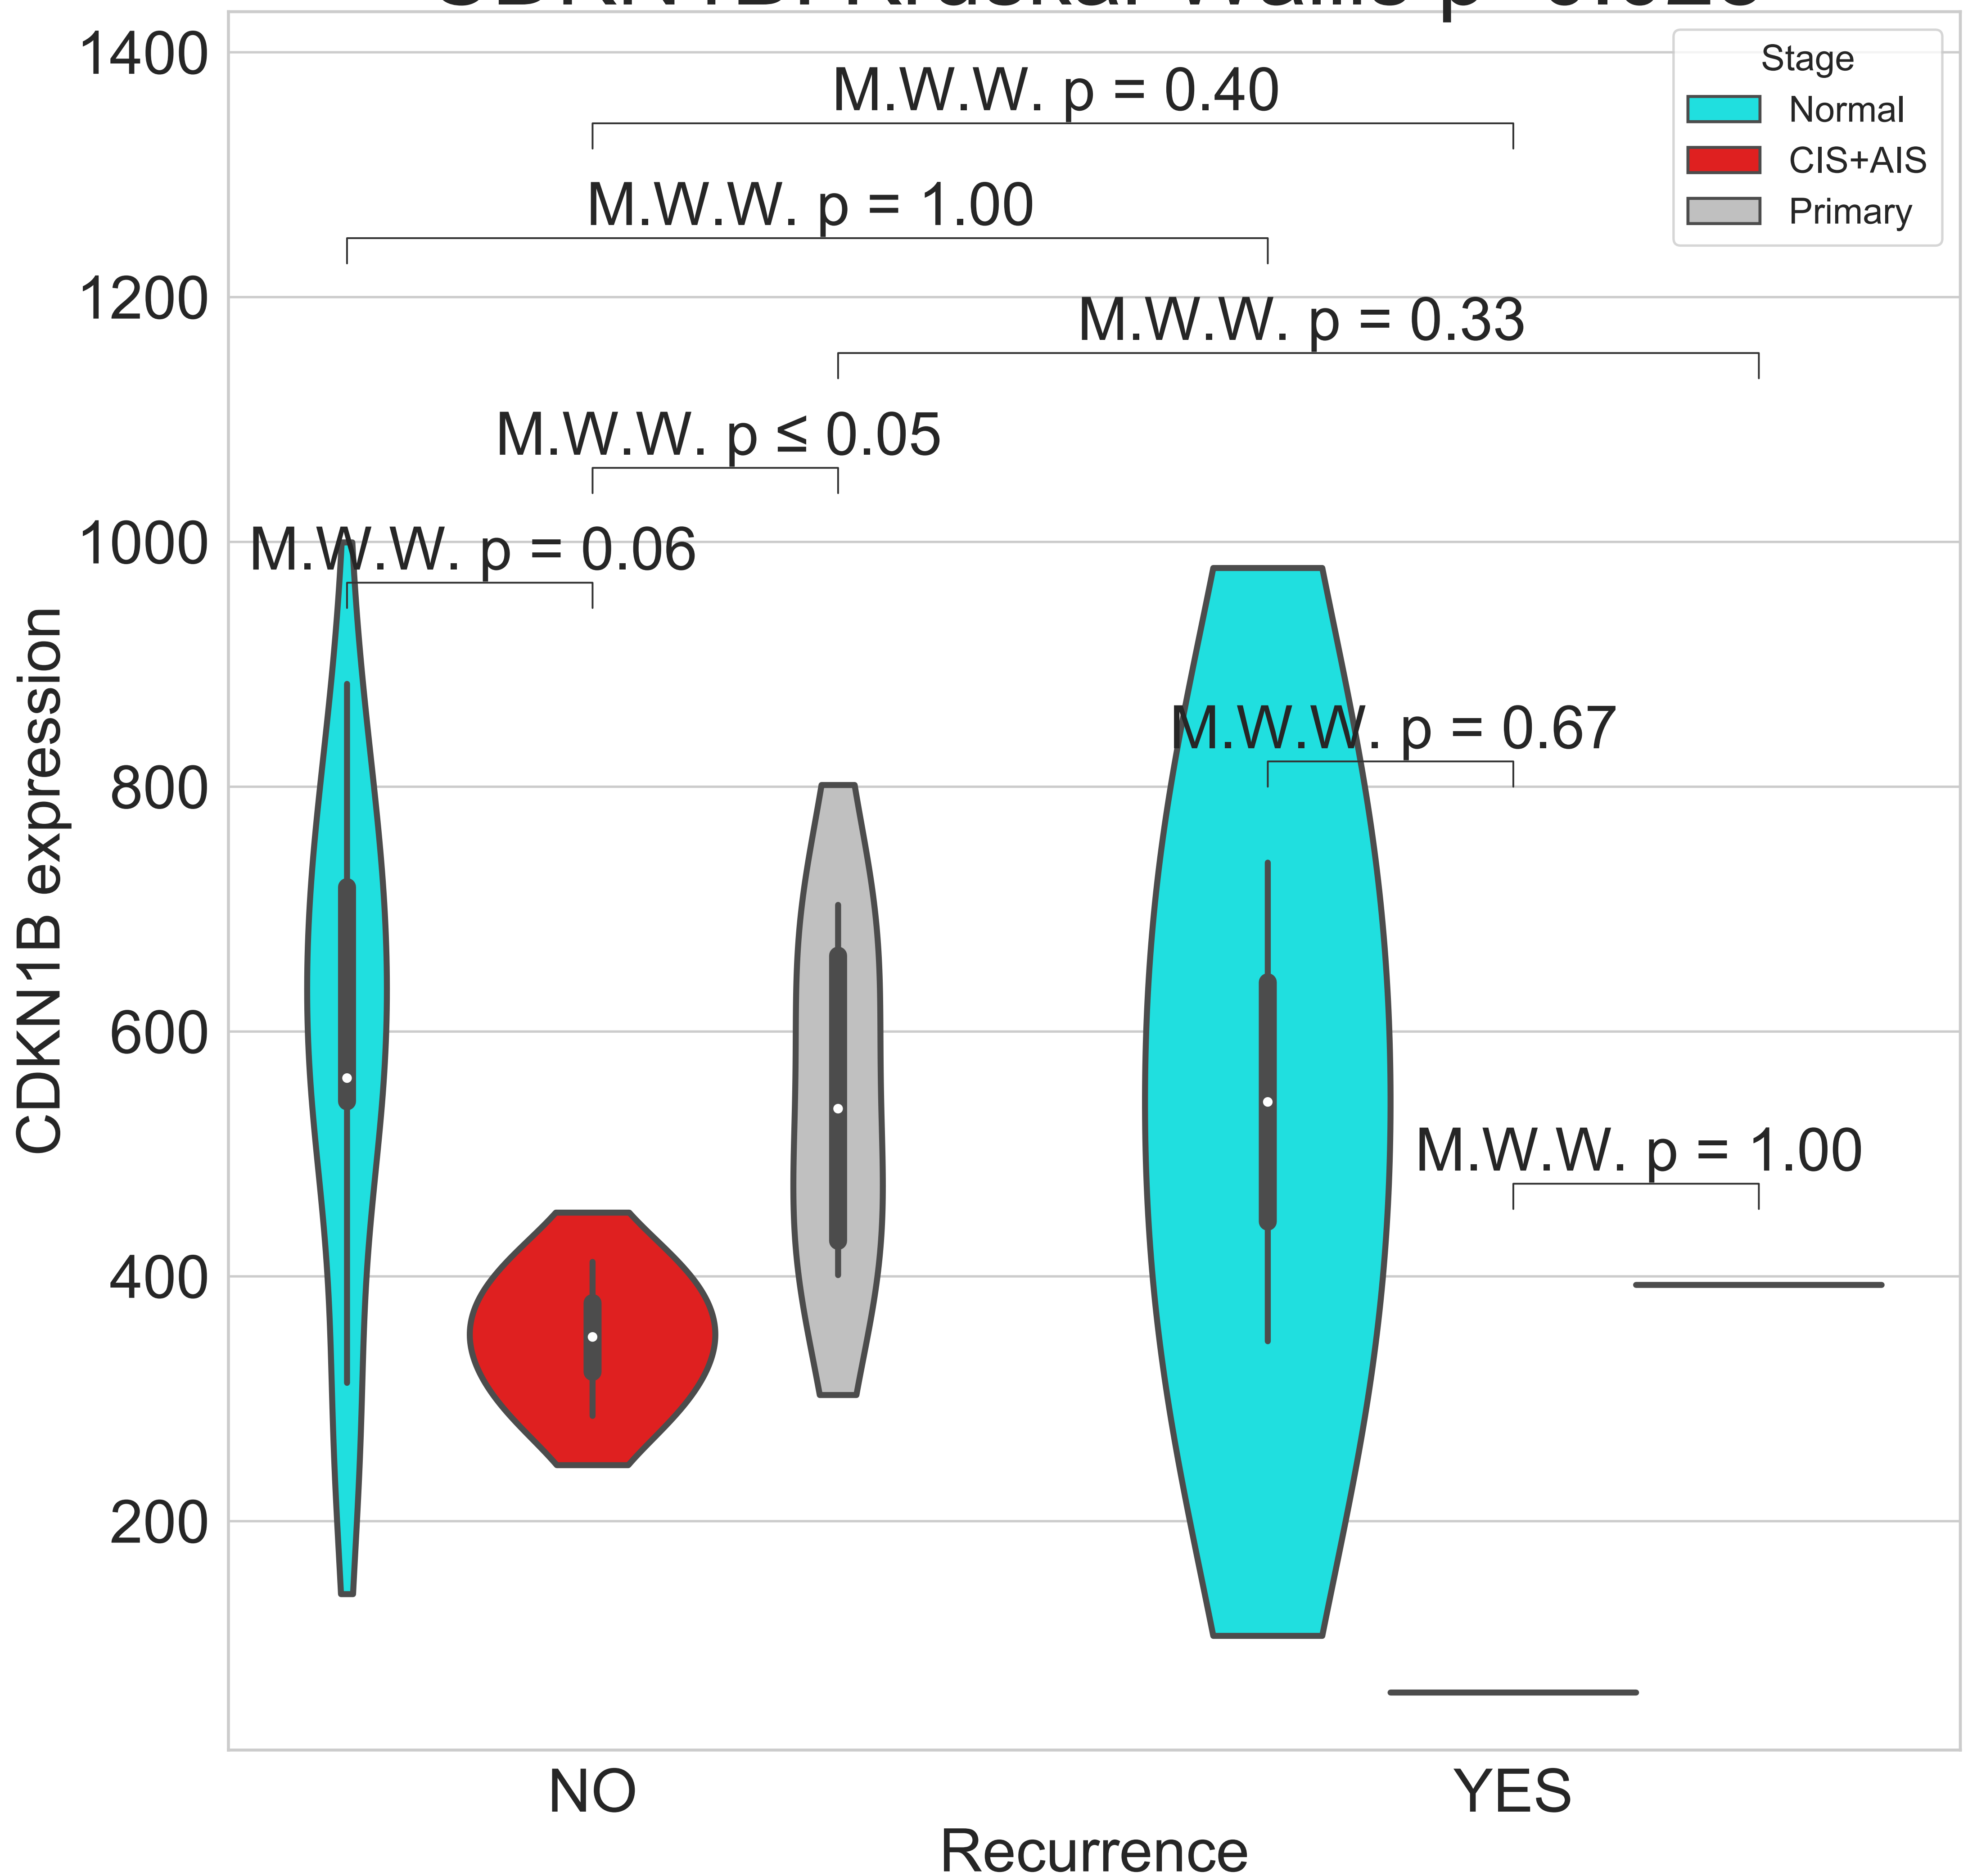 1400
1200
1000
800
600
400
200
CDKN1B expression
Stage
Normal
CIS+AIS
Primary
M.W.W. p = 0.40
M.W.W. p = 1.00
M.W.W. p = 0.33
M.W.W. p ≤ 0.05
M.W.W. p = 0.06
M.W.W. p = 0.67
M.W.W. p = 1.00
NO
YES
Recurrence